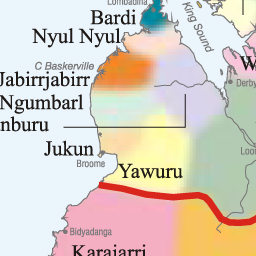 Lombadina
Bardi
Nyul Nyul
King Sound
C Baskerville
Jabirrjabirr
Derby
Ngumbarl
nburu
Jukun
Broome
Yawuru
Bidyadanga
Karajarri